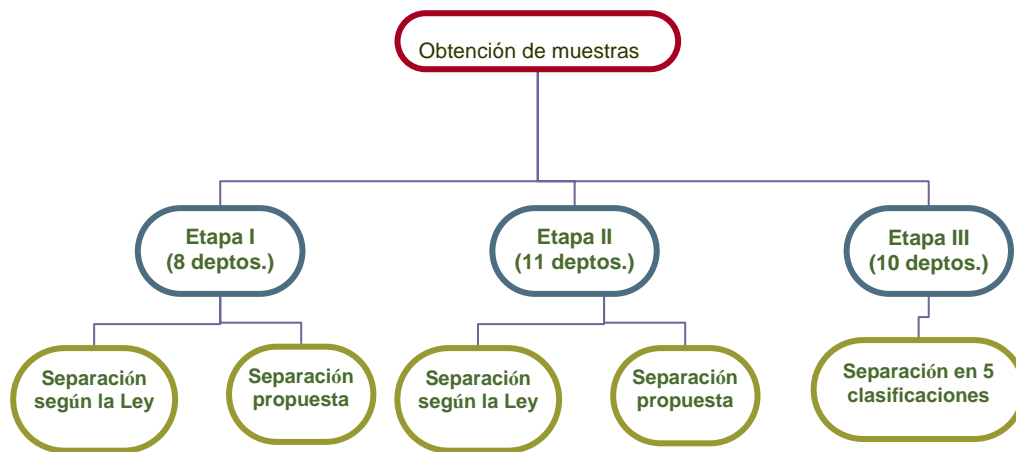 Obtención de muestras
Etapa I
(8 deptos.)
Etapa II
(11 deptos.)
Etapa III
(10 deptos.)
Separación
según la Ley
Separación
propuesta
Separación
según la Ley
Separación
propuesta
Separación en 5
clasificaciones